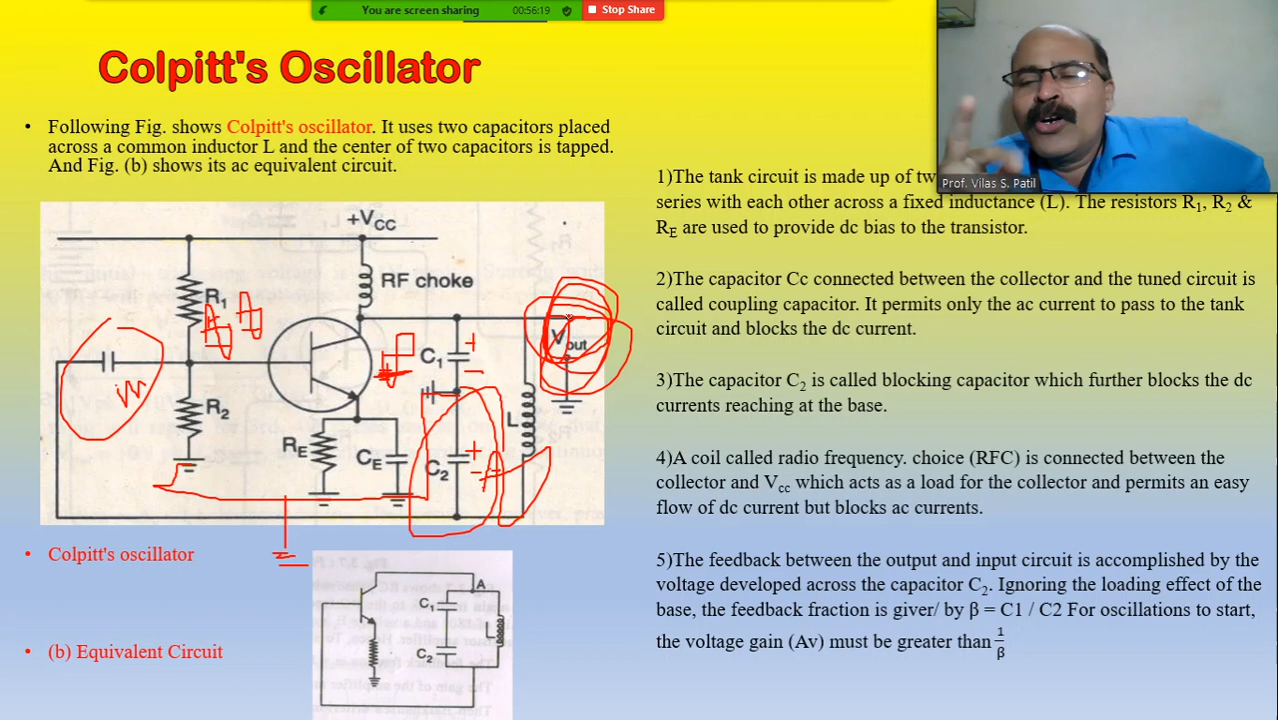 You are screen sharing
00:56:19
Stop Share
Colpitt's Oscillator
• Following Fig. shows Colpitt's oscillator. It uses two capacitors placed
across a common inductor L and the center of two capacitors is tapped.
And Fig. (b) shows its ac equivalent circuit.
Prof. Vilas S. Patil
1)The tank circuit is made up of tw
series with each other across a fixed inductance (L). The resistors R1, R2 &
RE are used to provide dc bias to the transistor.
2)The capacitor Cc connected between the collector and the tuned circuit is
called coupling capacitor. It permits only the ac current to pass to the tank
circuit and blocks the dc current.
3)The capacitor C2 is called blocking capacitor which further blocks the dc
currents reaching at the base.
4)A coil called radio frequency. choice (RFC) is connected between the
collector and Vcc which acts as a load for the collector and permits an easy
flow of dc current but blocks ac currents.
5)The feedback between the output and input circuit is accomplished by the
voltage developed across the capacitor C2. Ignoring the loading effect of the
base, the feedback fraction is giver/ by β = C1 / C2 For oscillations to start,
the voltage gain (Av) must be greater than 1/β
+VCC
RF choke
R1
C1
Vout
R2
L
RE
CE
C2
• Colpitt's oscillator
• (b) Equivalent Circuit
A
C1
L
C2